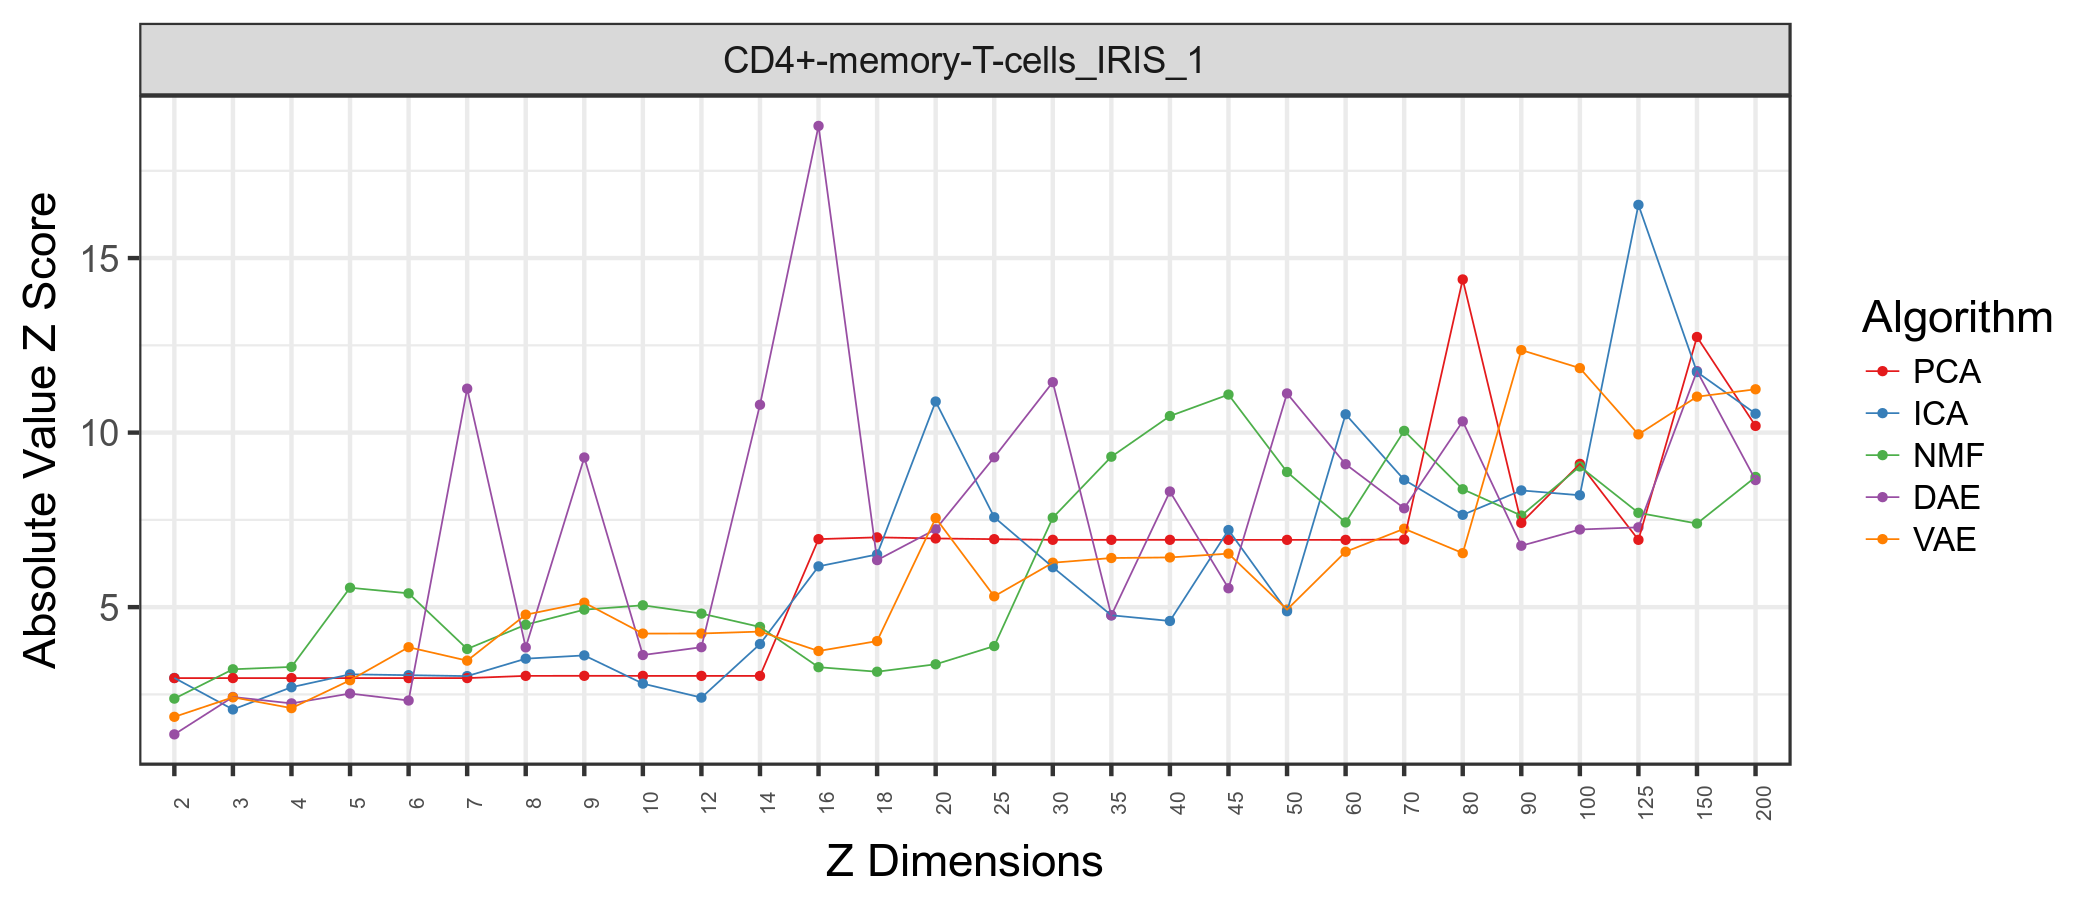 CD4+-memory-T-cells_IRIS_1
Absolute Value Z Score
15
10
5
2 3 4 5 6 7 8 9 10 12 14 16 18 20 25 30 35 40 45 50 60 70 80 90 100 125 150 200
Z Dimensions
Algorithm
PCA
ICA
NMF
DAE
VAE